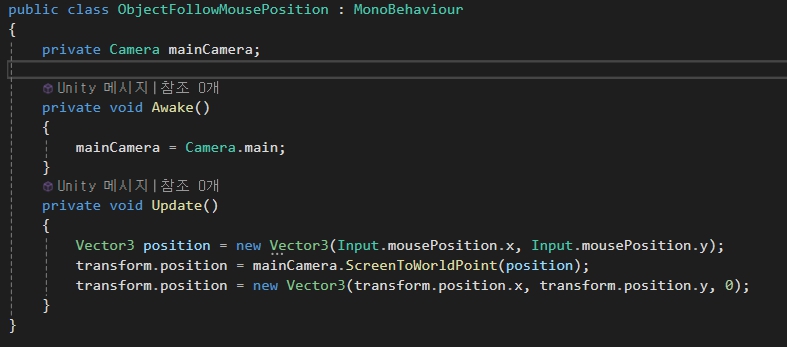 public class ObjectFollowMousePosition : MonoBehaviour
{
    private Camera mainCamera;
    Unity 메시지 | 참조 0개
    private void Awake()
    {
        mainCamera = Camera.main;
    }
    Unity 메시지 | 참조 0개
    private void Update()
    {
        Vector3 position = new Vector3(Input.mousePosition.x, Input.mousePosition.y);
        transform.position = mainCamera.ScreenToWorldPoint(position);
        transform.position = new Vector3(transform.position.x, transform.position.y, 0);
    }
}